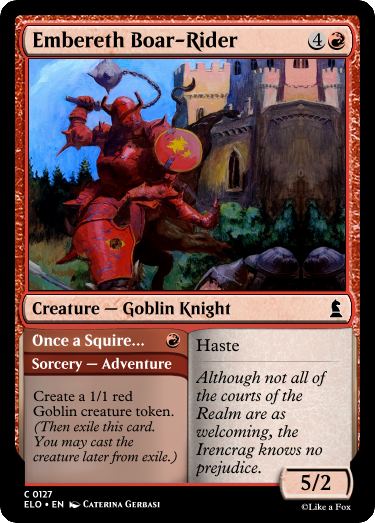 Embereth Boar-Rider
4
Creature — Goblin Knight
Once a Squire...
Sorcery — Adventure
Create a 1/1 red
Goblin creature token.
(Then exile this card.
You may cast the
creature later from exile.)
Haste
Although not all of
the courts of the
Realm are as
welcoming, the
Irencrag knows no
prejudice.
5/2
C 0127
ELO • EN Caterina Gerbasi
©Like a Fox